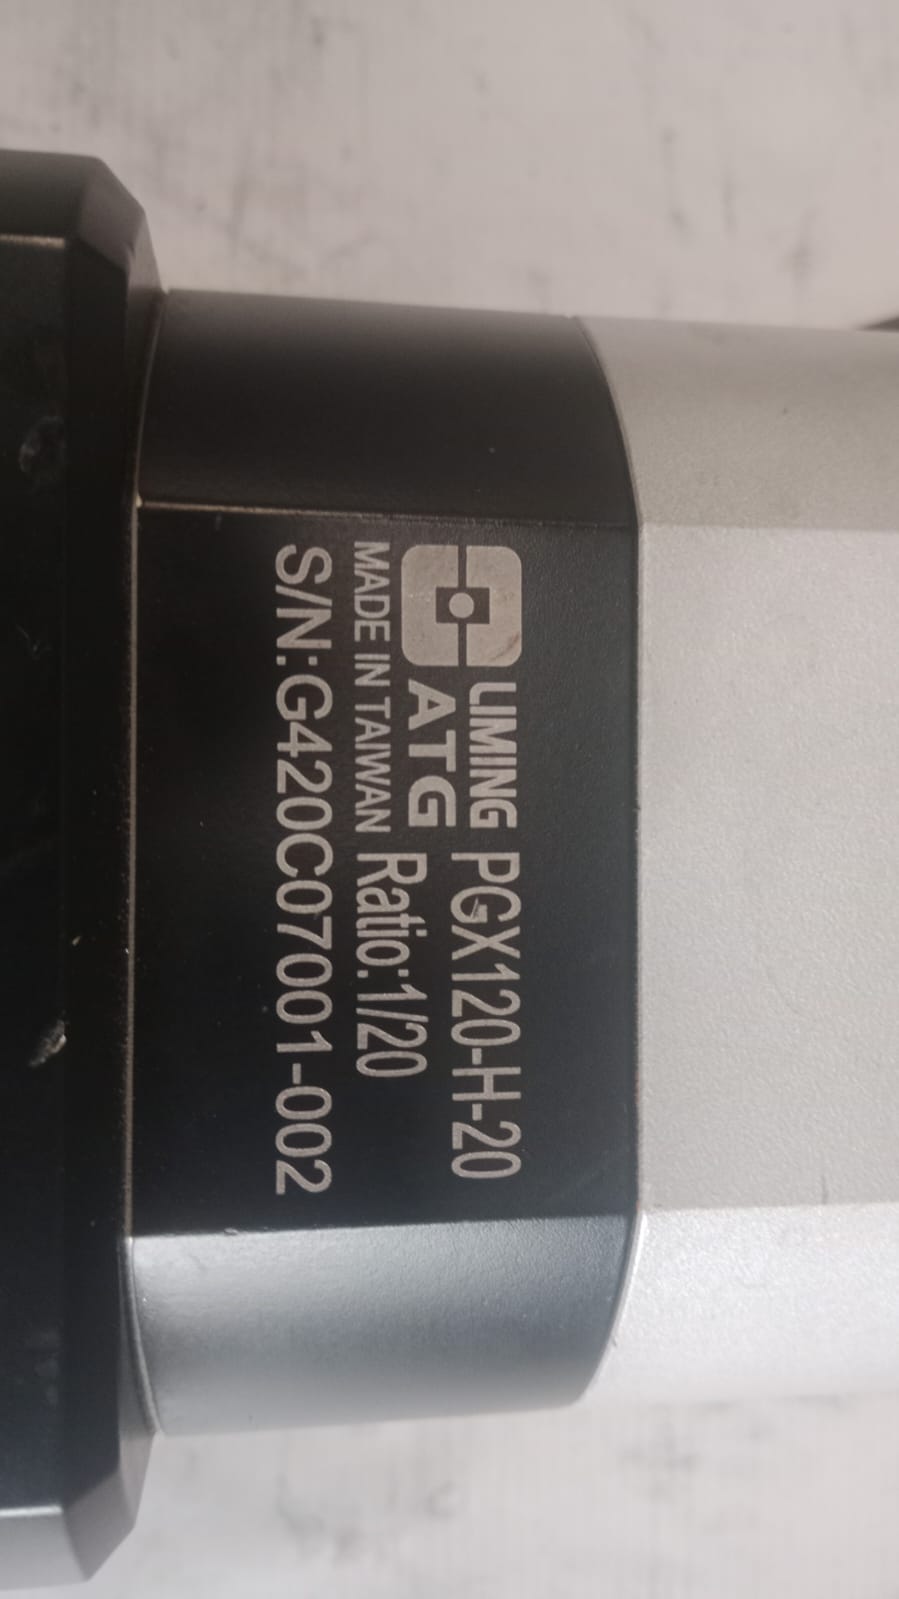 LIMING PGX120-H-20
ATG
MADE IN TAIWAN Ratio:1/20
S/N:G420C07001-002